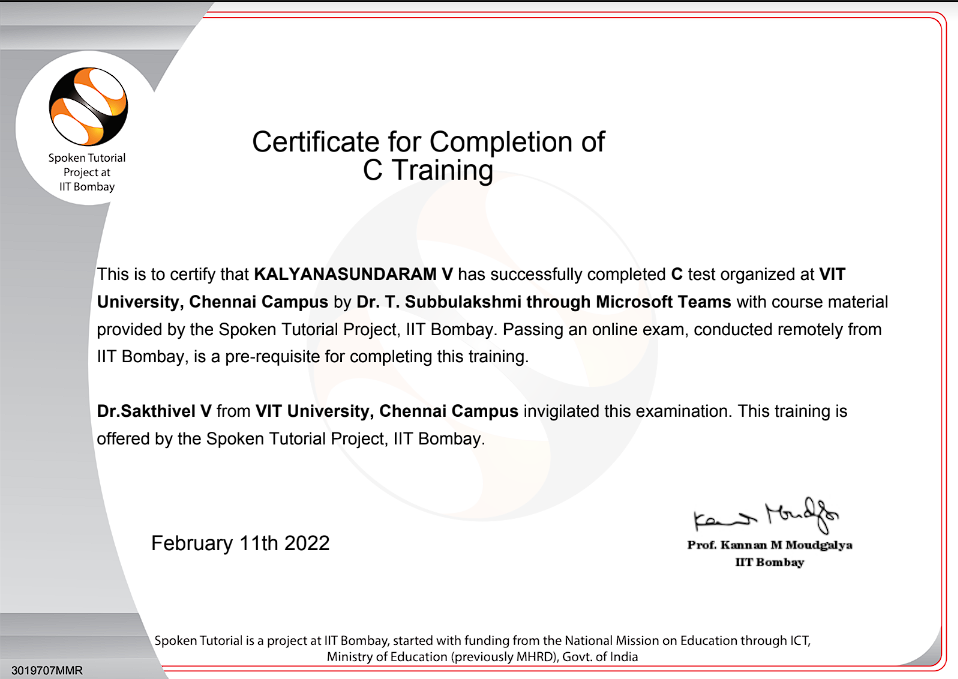 Spoken Tutorial
Project at
IIT Bombay
Certificate for Completion of
C Training
This is to certify that KALYANASUNDARAM V has successfully completed C test organized at VIT
University, Chennai Campus by Dr. T. Subbulakshmi through Microsoft Teams with course material
provided by the Spoken Tutorial Project, IIT Bombay. Passing an online exam, conducted remotely from
IIT Bombay, is a pre-requisite for completing this training.
Dr.Sakthivel V from VIT University, Chennai Campus invigilated this examination. This training is
offered by the Spoken Tutorial Project, IIT Bombay.
February 11th 2022
Prof. Kannan M Moudgalya
IIT Bombay
Spoken Tutorial is a project at IIT Bombay, started with funding from the National Mission on Education through ICT,
Ministry of Education (previously MHRD), Govt. of India
3019707MMR